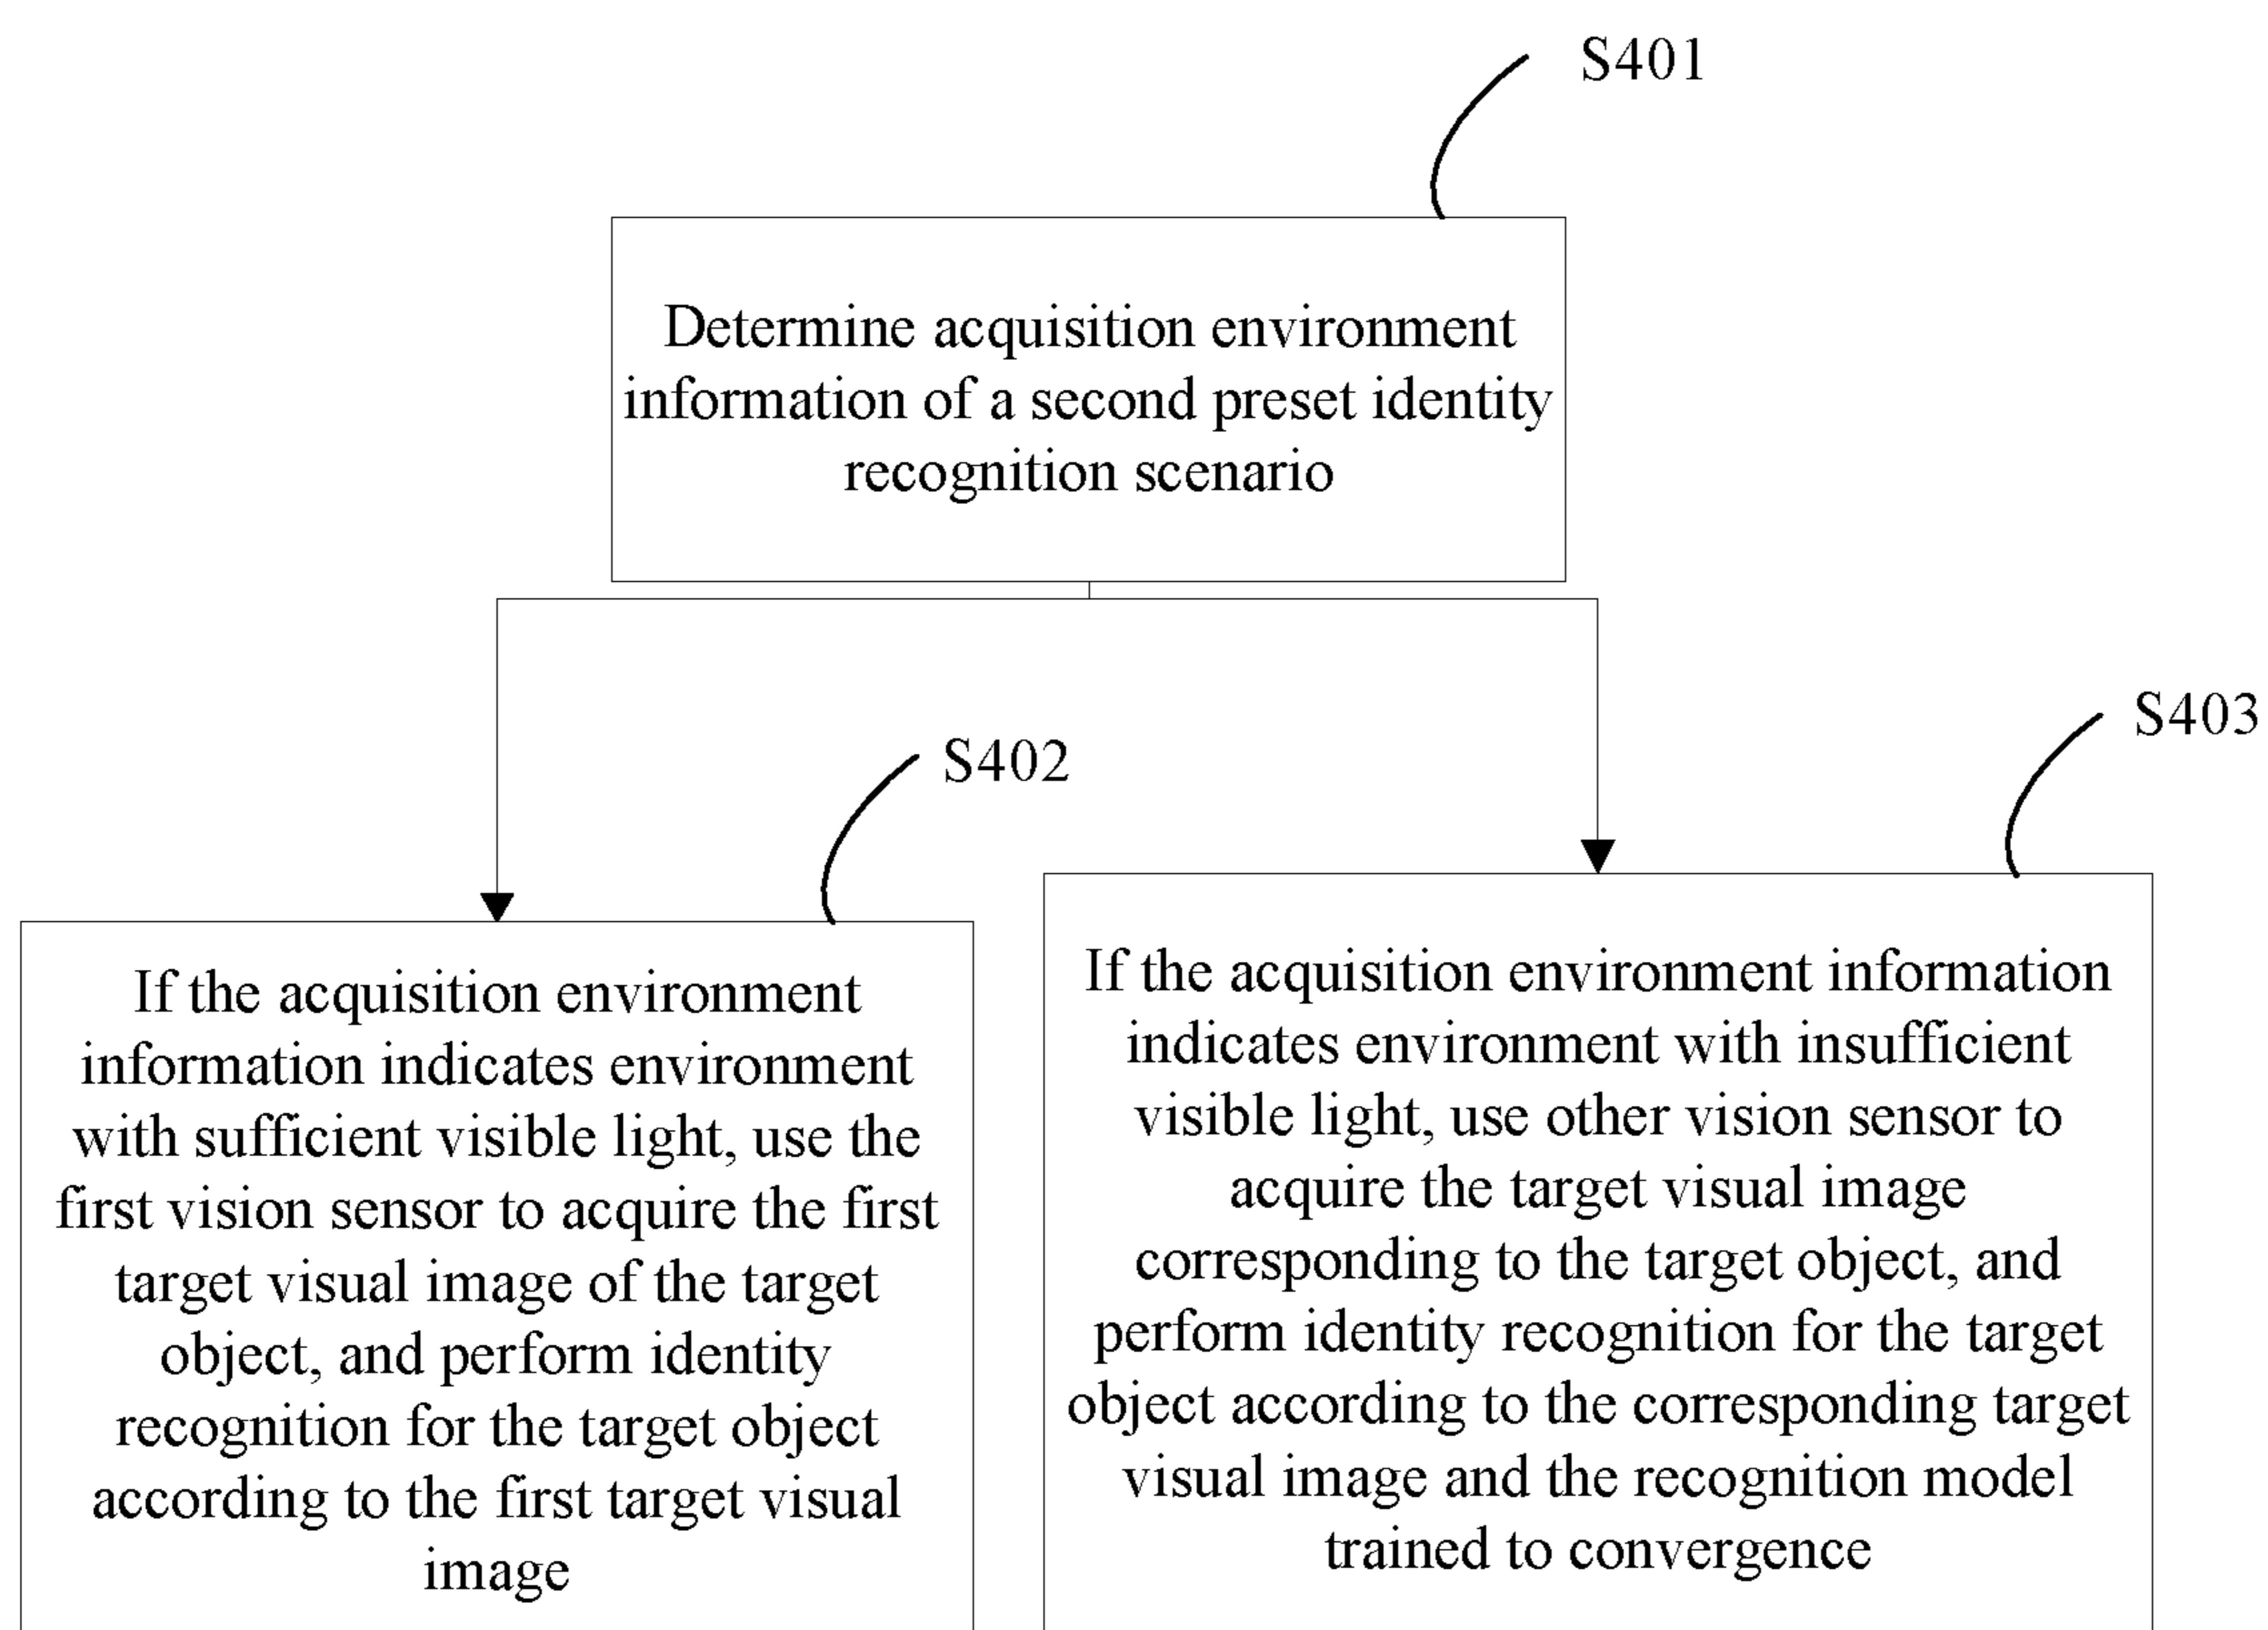 S401
Determine acquisition environment
information of a second preset identity
recognition scenario
S402
If the acquisition environment
information indicates environment
with sufficient visible light, use the
first vision sensor to acquire the first
target visual image of the target
object, and perform identity
recognition for the target object
according to the first target visual
image
S403
If the acquisition environment information
indicates environment with insufficient
visible light, use other vision sensor to
acquire the target visual image
corresponding to the target object, and
perform identity recognition for the target
object according to the corresponding target
visual image and the recognition model
trained to convergence